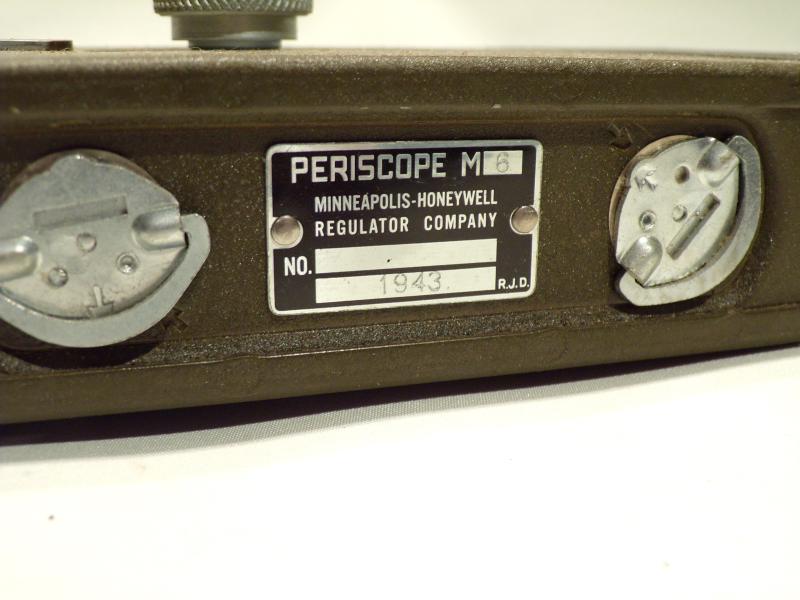 PERISCOPE M6
MINNEAPOLIS-HONEYWELL
REGULATOR COMPANY
NO.
1943. R.J.D.